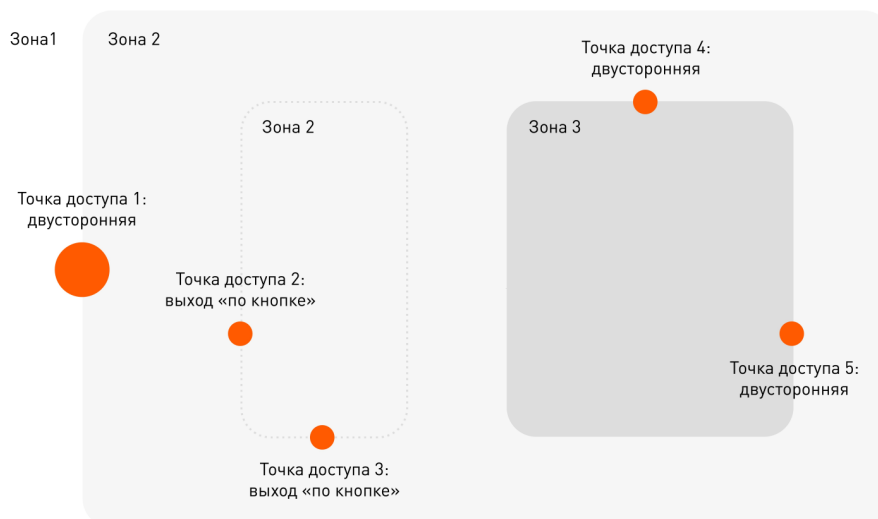 Зона1
Зона 2
Точка доступа 4:
двусторонняя
Зона 2
Зона 3
Точка доступа 1:
двусторонняя
Точка доступа 2:
выход «по кнопке»
Точка доступа 5:
двусторонняя
Точка доступа 3:
выход «по кнопке»